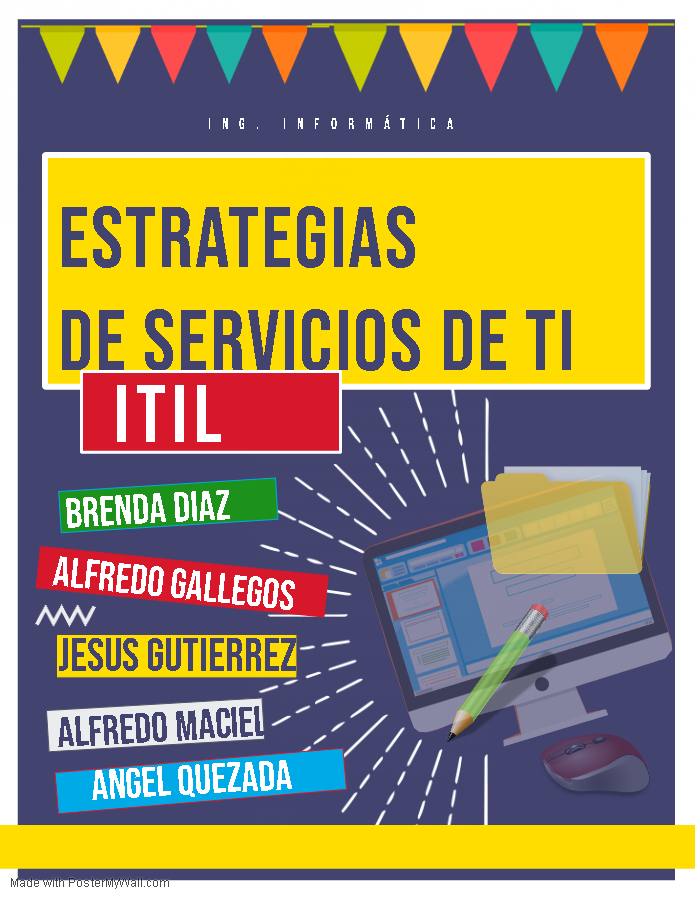 ING. INFORMÁTICA
ESTRATEGIAS
DE SERVICIOS DE TI
ITIL
BRENDA DIAZ
ALFREDO GALLEGOS
JESUS GUTIERREZ
ALFREDO MACIEL
ANGEL QUEZADA
Made with PosterMyWall.com